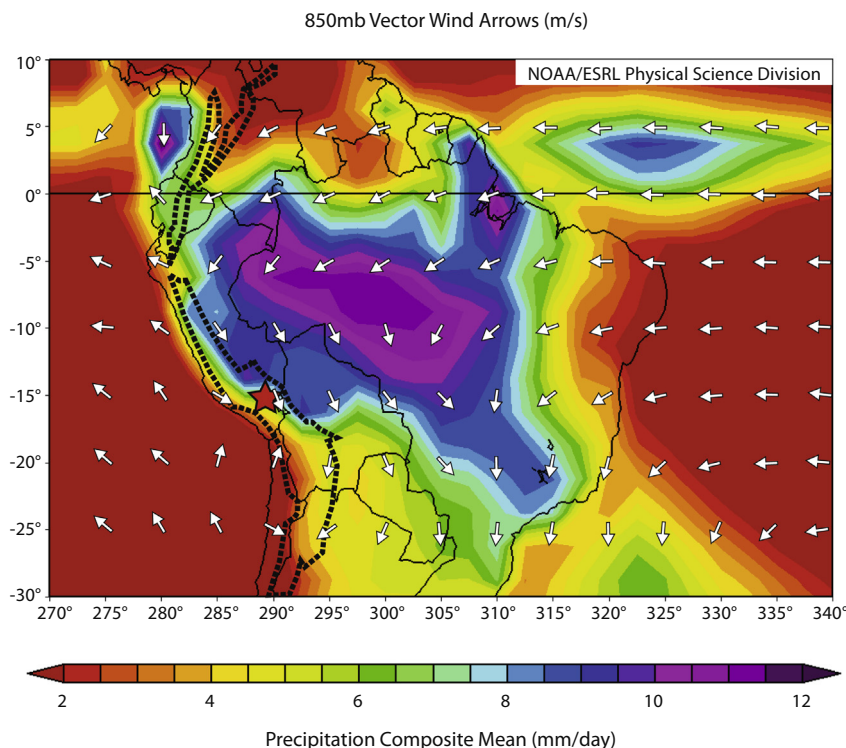 850mb Vector Wind Arrows (m/s)
NOAA/ESRL Physical Science Division
10°
5°
0°
-5°
-10°
-15°
-20°
-25°
-30°
270° 280° 285° 290° 295° 300° 305° 310° 315° 320° 325° 330° 335° 340°
2 4 6 8 10 12
Precipitation Composite Mean (mm/day)